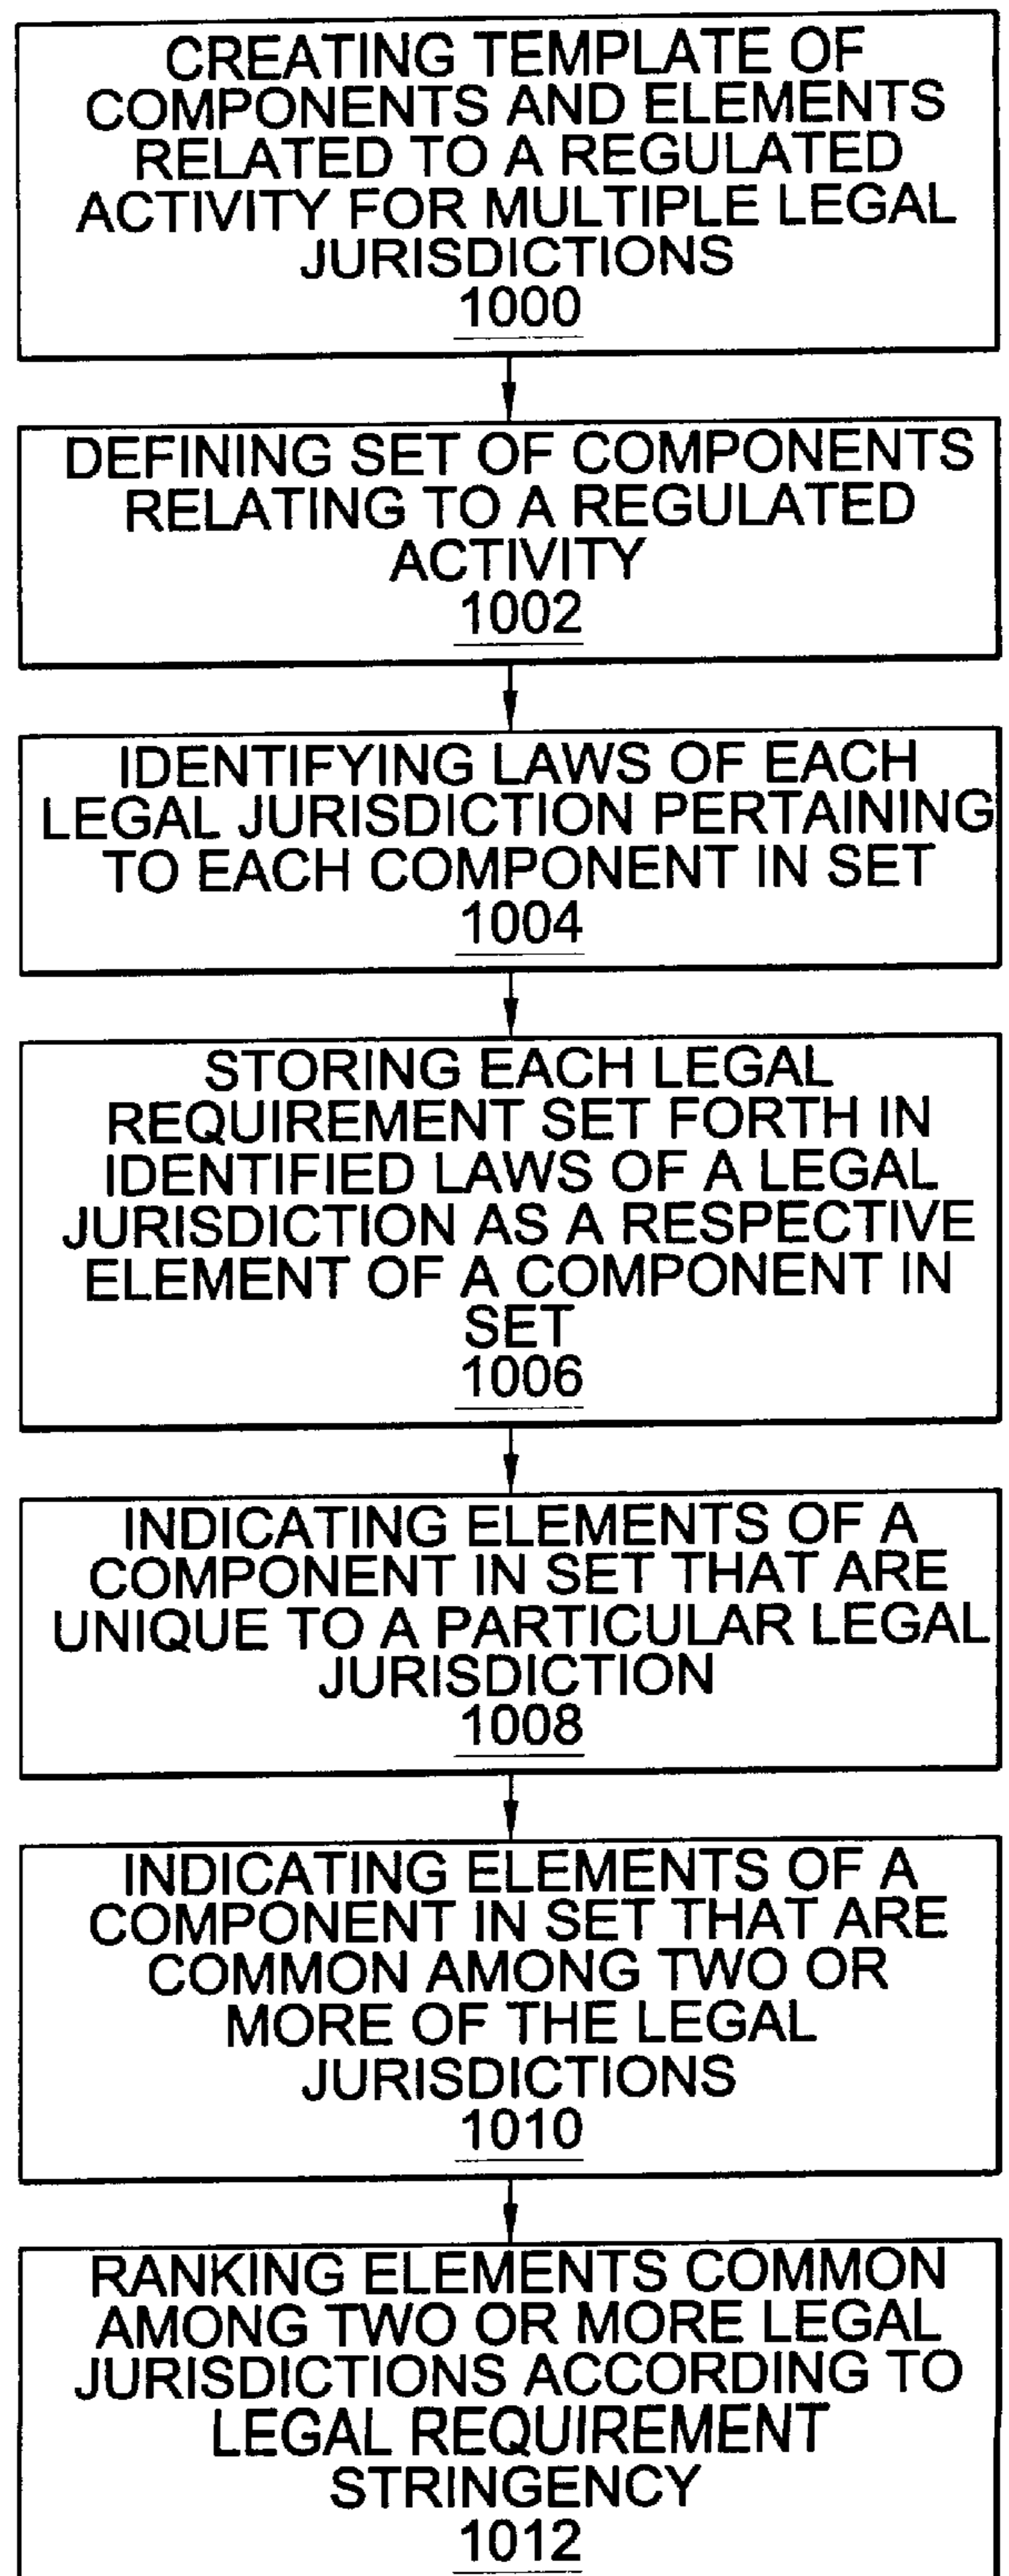 CREATING TEMPLATE OF
COMPONENTS AND ELEMENTS
RELATED TO A REGULATED
ACTIVITY FOR MULTIPLE LEGAL
JURISDICTIONS
1000
DEFINING SET OF COMPONENTS
RELATING TO A REGULATED
ACTIVITY
1002
IDENTIFYING LAWS OF EACH
LEGAL JURISDICTION PERTAINING
TO EACH COMPONENT IN SET
1004
STORING EACH LEGAL
REQUIREMENT SET FORTH IN
IDENTIFIED LAWS OF A LEGAL
JURISDICTION AS A RESPECTIVE
ELEMENT OF A COMPONENT IN
SET
1006
INDICATING ELEMENTS OF A
COMPONENT IN SET THAT ARE
UNIQUE TO A PARTICULAR LEGAL
JURISDICTION
1008
INDICATING ELEMENTS OF A
COMPONENT IN SET THAT ARE
COMMON AMONG TWO OR
MORE OF THE LEGAL
JURISDICTIONS
1010
RANKING ELEMENTS COMMON
AMONG TWO OR MORE LEGAL
JURISDICTIONS ACCORDING TO
LEGAL REQUIREMENT
STRINGENCY
1012